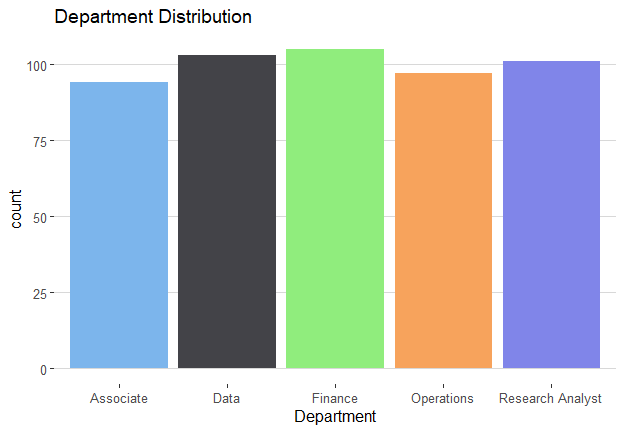 Department Distribution
count
100
75
50
25
0
Associate
Data
Finance
Operations
Research Analyst
Department